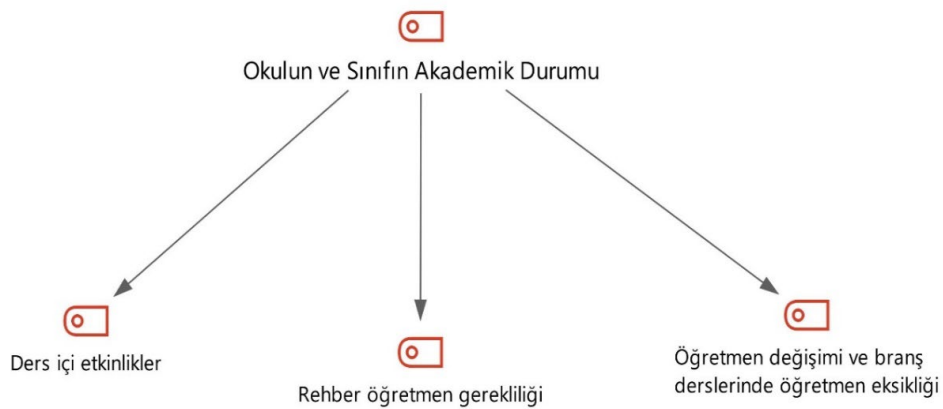 Okulun ve Sınıfın Akademik Durumu
Ders içi etkinlikler
Rehber öğretmen gerekliliği
Öğretmen değişimi ve branş
derslerinde öğretmen eksikliği